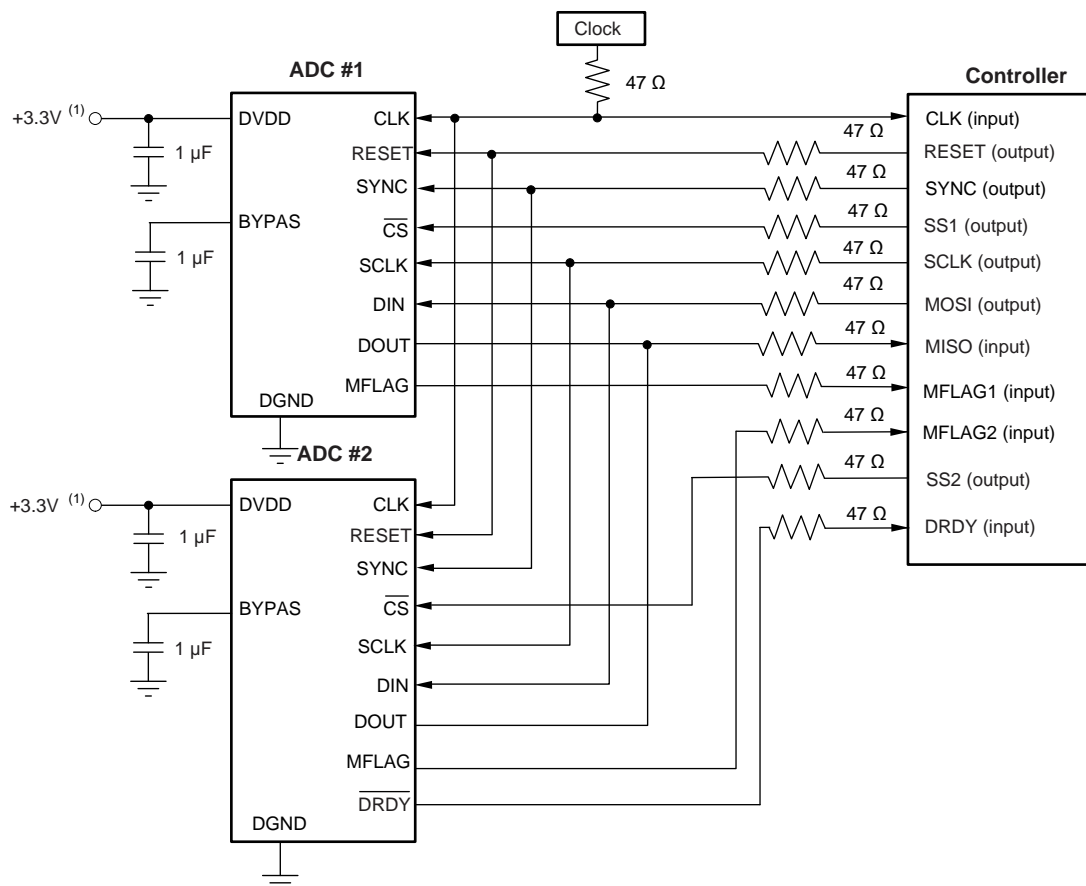 Clock
47 Ω
ADC #1
Controller
+3.3V (1)
DVDD
1 µF
BYPAS
1 µF
CLK
RESET
SYNC
CS
SCLK
DIN
DOUT
MFLAG
DGND
47 Ω
47 Ω
47 Ω
47 Ω
47 Ω
47 Ω
47 Ω
47 Ω
47 Ω
47 Ω
CLK (input)
RESET (output)
SYNC (output)
SS1 (output)
SCLK (output)
MOSI (output)
MISO (input)
MFLAG1 (input)
MFLAG2 (input)
SS2 (output)
DRDY (input)
ADC #2
+3.3V (1)
DVDD
1 µF
BYPAS
1 µF
CLK
RESET
SYNC
CS
SCLK
DIN
DOUT
MFLAG
DRDY
DGND